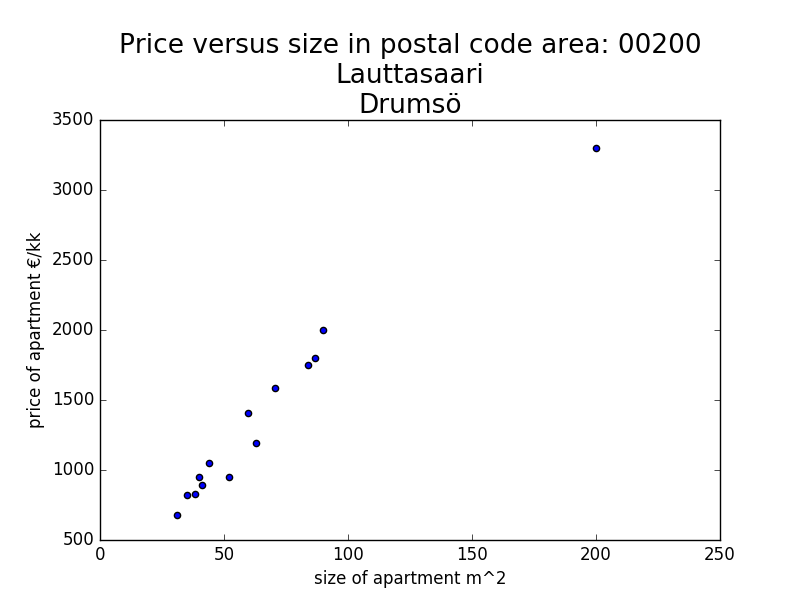 Price versus size in postal code area: 00200
Lauttasaari
Drumsö
3500
3000
2500
2000
1500
1000
500
price of apartment €/kk
0
50
100
150
200
250
size of apartment m^2